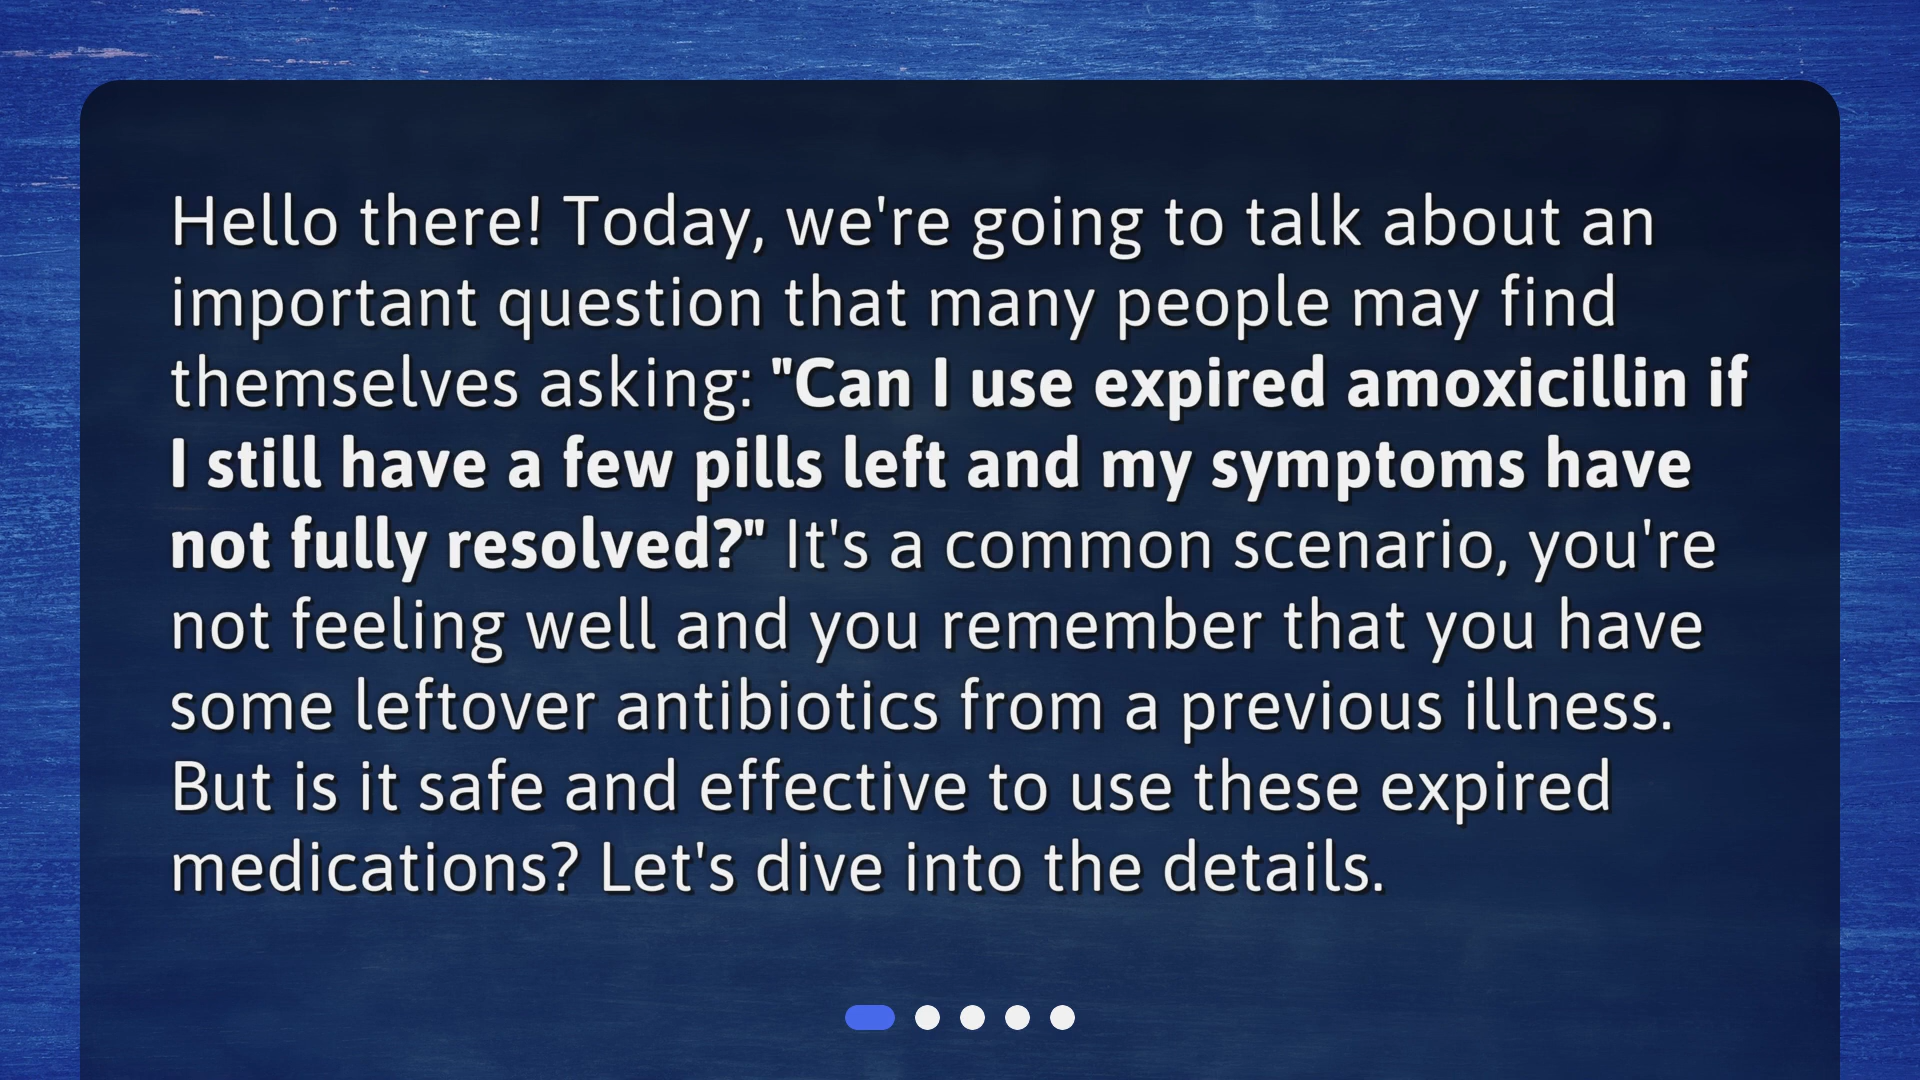 Hello there! Today, we're going to talk about an
important question that many people may find
themselves asking: "Can I use expired amoxicillin if
I still have a few pills left and my symptoms have
not fully resolved?" It's a common scenario, you're
not feeling well and you remember that you have
some leftover antibiotics from a previous illness.
But is it safe and effective to use these expired
medications? Let's dive into the details.